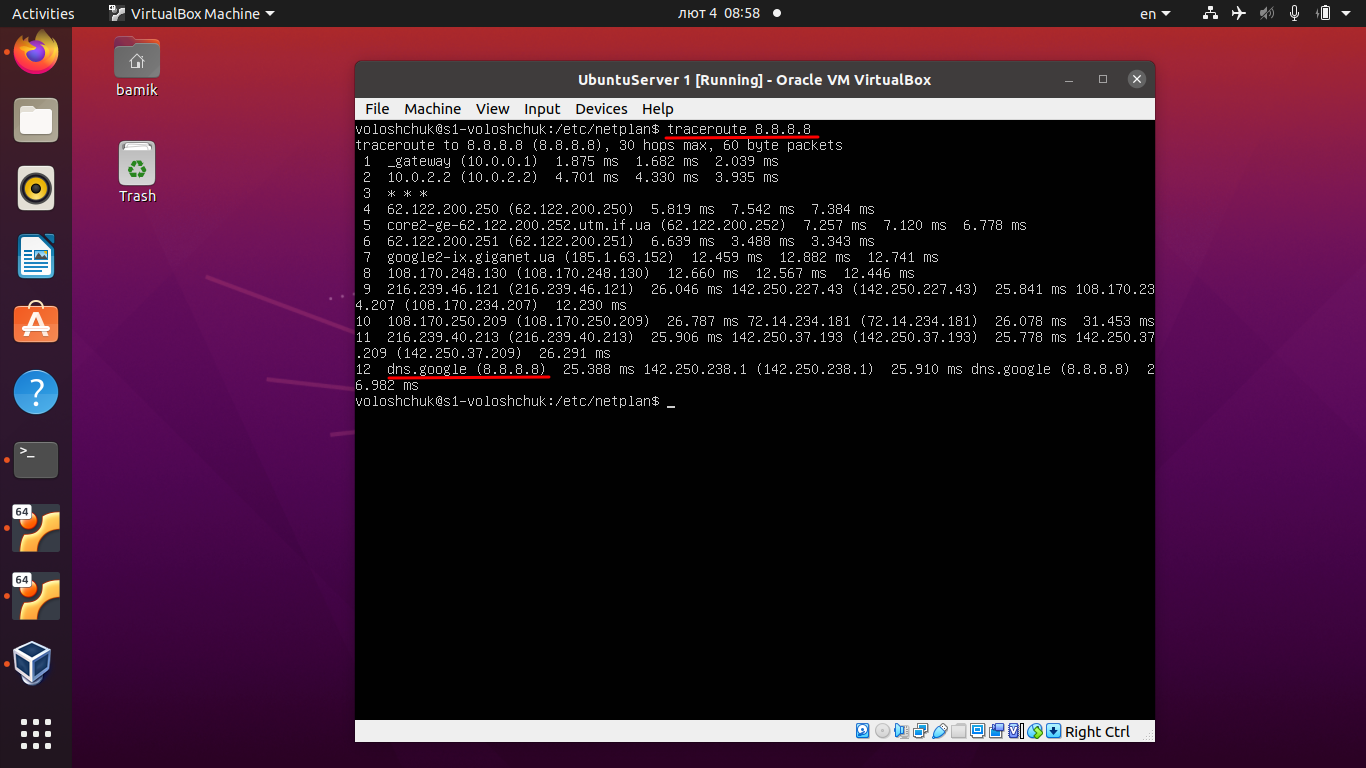 Activities VirtualBox Machine лют 4 08:58 en
bamik
Trash
UbuntuServer 1 [Running] - Oracle VM VirtualBox
File Machine View Input Devices Help
voloshchuk@s1-voloshchuk:/etc/netplan$ traceroute 8.8.8.8
traceroute to 8.8.8.8 (8.8.8.8), 30 hops max, 60 byte packets
1 _gateway (10.0.0.1) 1.875 ms 1.682 ms 2.039 ms
2 10.0.2.2 (10.0.2.2) 4.701 ms 4.330 ms 3.935 ms
3 * * *
4 62.122.200.250 (62.122.200.250) 5.819 ms 7.542 ms 7.384 ms
5 core2-ge-62.122.200.252.utm.if.ua (62.122.200.252) 7.257 ms 7.120 ms 6.778 ms
6 62.122.200.251 (62.122.200.251) 6.639 ms 3.488 ms 3.343 ms
7 google2-ix.giganet.ua (185.1.63.152) 12.459 ms 12.882 ms 12.741 ms
8 108.170.248.130 (108.170.248.130) 12.660 ms 12.567 ms 12.446 ms
9 216.239.46.121 (216.239.46.121) 26.046 ms 142.250.227.43 (142.250.227.43) 25.841 ms 108.170.23
4.207 (108.170.234.207) 12.230 ms
10 108.170.250.209 (108.170.250.209) 26.787 ms 72.14.234.181 (72.14.234.181) 26.078 ms 31.453 ms
11 216.239.40.213 (216.239.40.213) 25.906 ms 142.250.37.193 (142.250.37.193) 25.778 ms 142.250.37
.209 (142.250.37.209) 26.291 ms
12 dns.google (8.8.8.8) 25.388 ms 142.250.238.1 (142.250.238.1) 25.910 ms dns.google (8.8.8.8) 2
6.982 ms
voloshchuk@s1-voloshchuk:/etc/netplan$ _
64
64
Right Ctrl